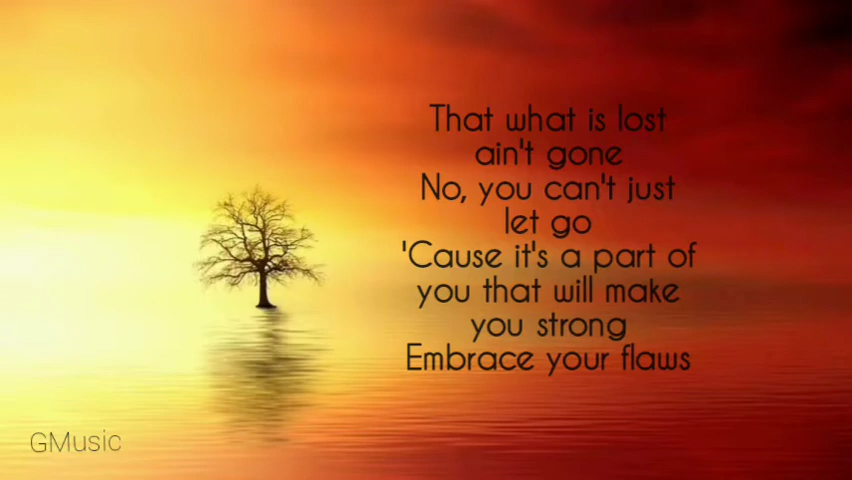 That what is lost
ain't gone
No, you can't just
let go
'Cause it's a part of
you that will make
you strong
Embrace your flaws
GMusic